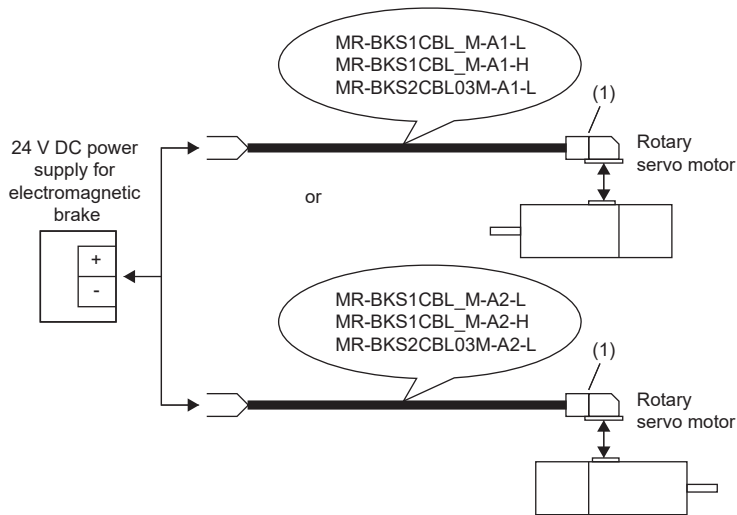 MR-BKS1CBL_M-A1-L
MR-BKS1CBL_M-A1-H
MR-BKS2CBL03M-A1-L
(1)
24 V DC power
supply for
electromagnetic
brake
Rotary
servo motor
or
+
-
MR-BKS1CBL_M-A2-L
MR-BKS1CBL_M-A2-H
MR-BKS2CBL03M-A2-L
(1)
Rotary
servo motor